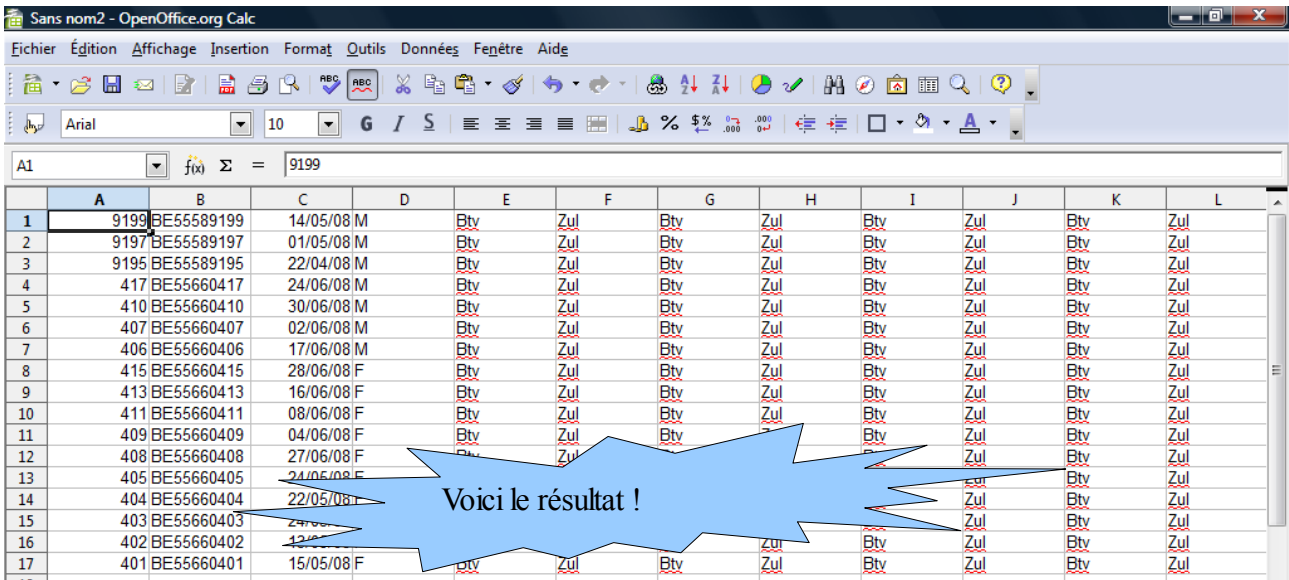 Sans nom2 - OpenOffice.org Calc
Fichier Édition Affichage Insertion Format Outils Données Fenêtre Aide
Arial 10 G I S
A1 f(x) Σ = 9199
A B C D E F G H I J K L
1 9199 BE55589199 14/05/08 M Btv Zul Btv Zul Btv Zul Btv Zul
2 9197 BE55589197 01/05/08 M Btv Zul Btv Zul Btv Zul Btv Zul
3 9195 BE55589195 22/04/08 M Btv Zul Btv Zul Btv Zul Btv Zul
4 417 BE55660417 24/06/08 M Btv Zul Btv Zul Btv Zul Btv Zul
5 410 BE55660410 30/06/08 M Btv Zul Btv Zul Btv Zul Btv Zul
6 407 BE55660407 02/06/08 M Btv Zul Btv Zul Btv Zul Btv Zul
7 406 BE55660406 17/06/08 M Btv Zul Btv Zul Btv Zul Btv Zul
8 415 BE55660415 28/06/08 F Btv Zul Btv Zul Btv Zul Btv Zul
9 413 BE55660413 16/06/08 F Btv Zul Btv Zul Btv Zul Btv Zul
10 411 BE55660411 08/06/08 F Btv Zul Btv Zul Btv Zul Btv Zul
11 409 BE55660409 04/06/08 F Btv Zul Btv Btv Zul Btv Zul
12 408 BE55660408 27/06/08 F Zul Btv Zul
13 405 BE55660405 24/05/08 Btv Zul
14 404 BE55660404 22/05/08 Zul Btv Zul
Voici le résultat !
15 403 BE55660403 Zul Btv Zul
16 402 BE55660402 Zul Btv Zul Btv Zul
17 401 BE55660401 15/05/08 F Btv Zul Btv Zul Btv Zul Btv Zul